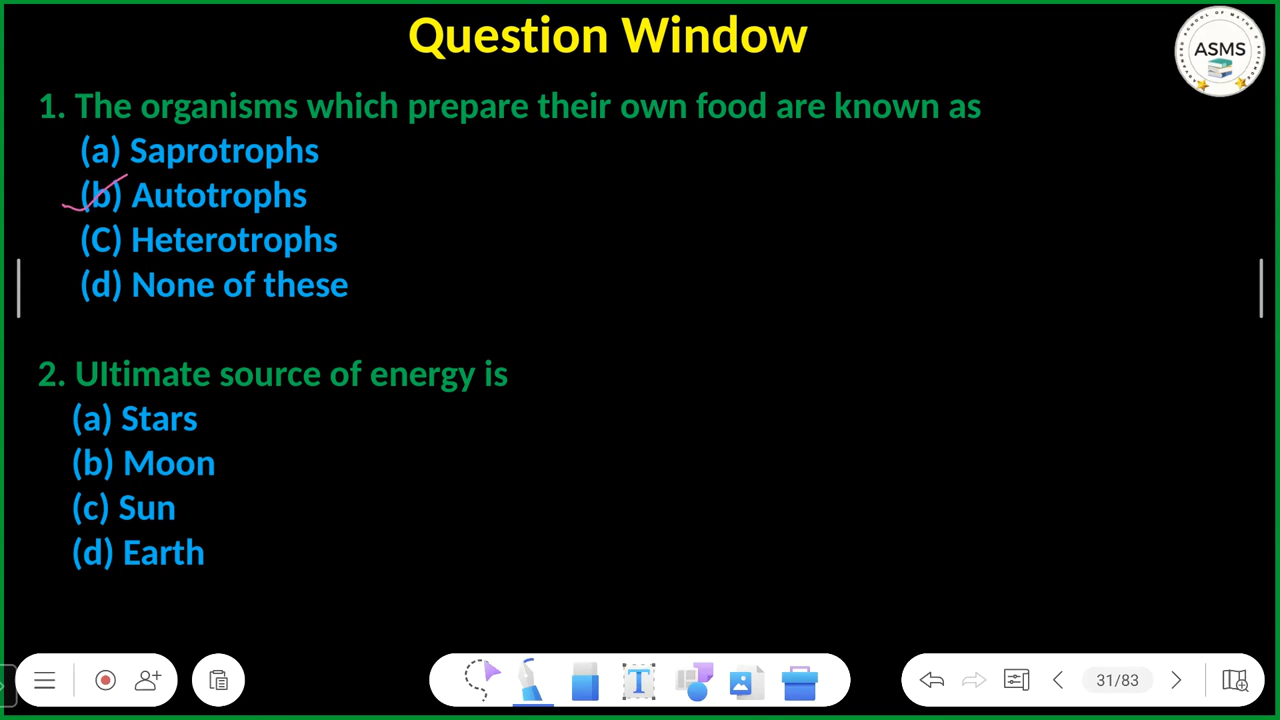 Question Window
ASMS
1. The organisms which prepare their own food are known as
(a) Saprotrophs
(b) Autotrophs
(C) Heterotrophs
(d) None of these
2. Ultimate source of energy is
(a) Stars
(b) Moon
(c) Sun
(d) Earth
T
31/83